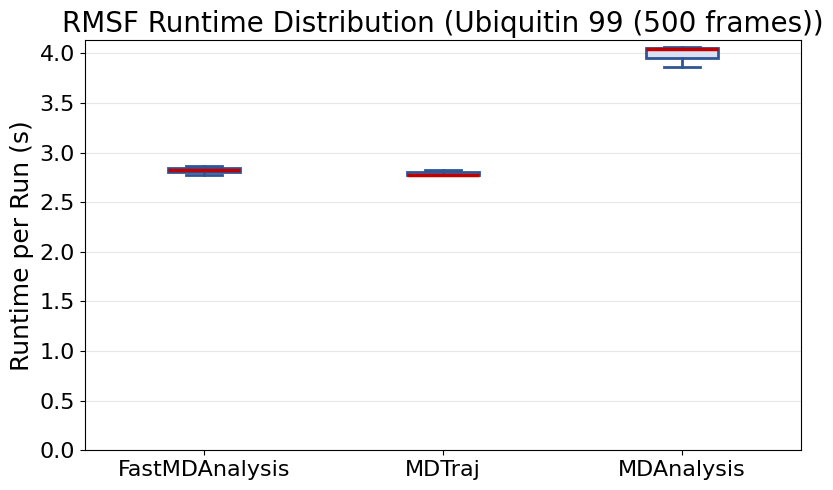 RMSF Runtime Distribution (Ubiquitin 99 (500 frames))
Runtime per Run (s)
4.0
3.5
3.0
2.5
2.0
1.5
1.0
0.5
0.0
FastMDAnalysis
MDTraj
MDAnalysis